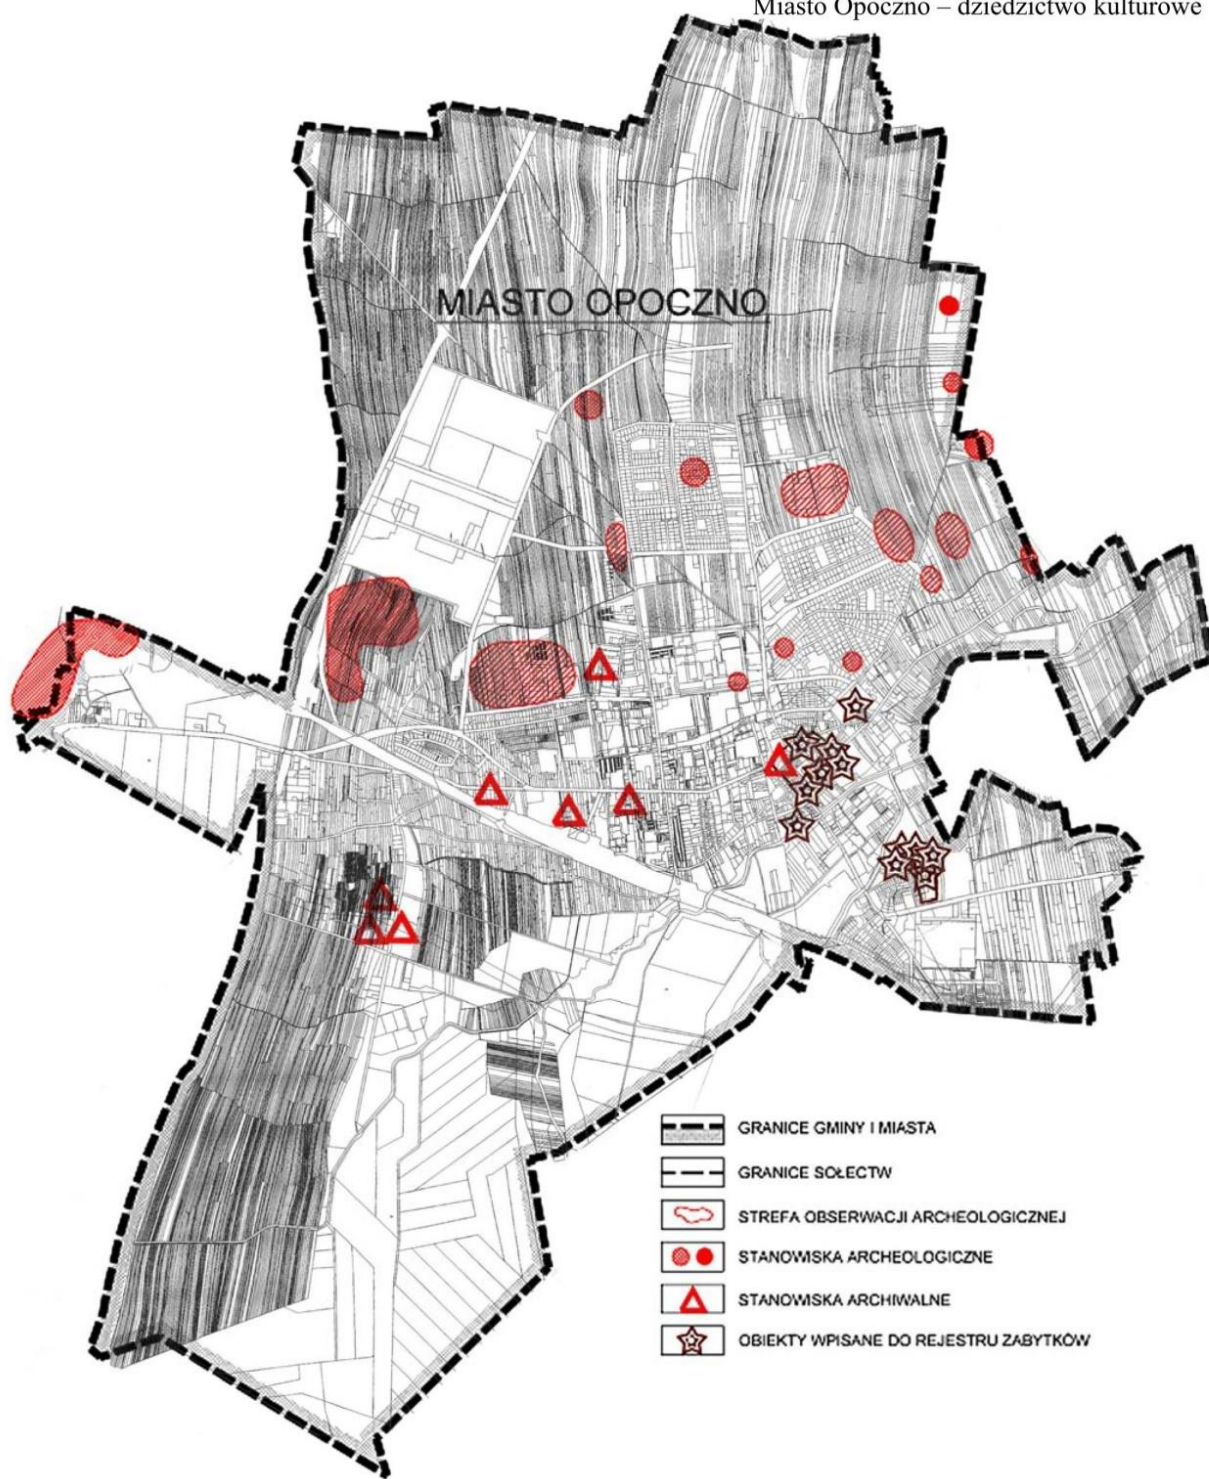 Miasto Opoczno – dziedzictwo kulturowe
MIASTO OPOCZNO
GRANICE GMINY I MIASTA
GRANICE SOŁECTW
STREFA OBSERWACJI ARCHEOLOGICZNEJ
STANOWISKA ARCHEOLOGICZNE
STANOWISKA ARCHIWALNE
OBIEKTY WPISANE DO REJESTRU ZABYTKÓW